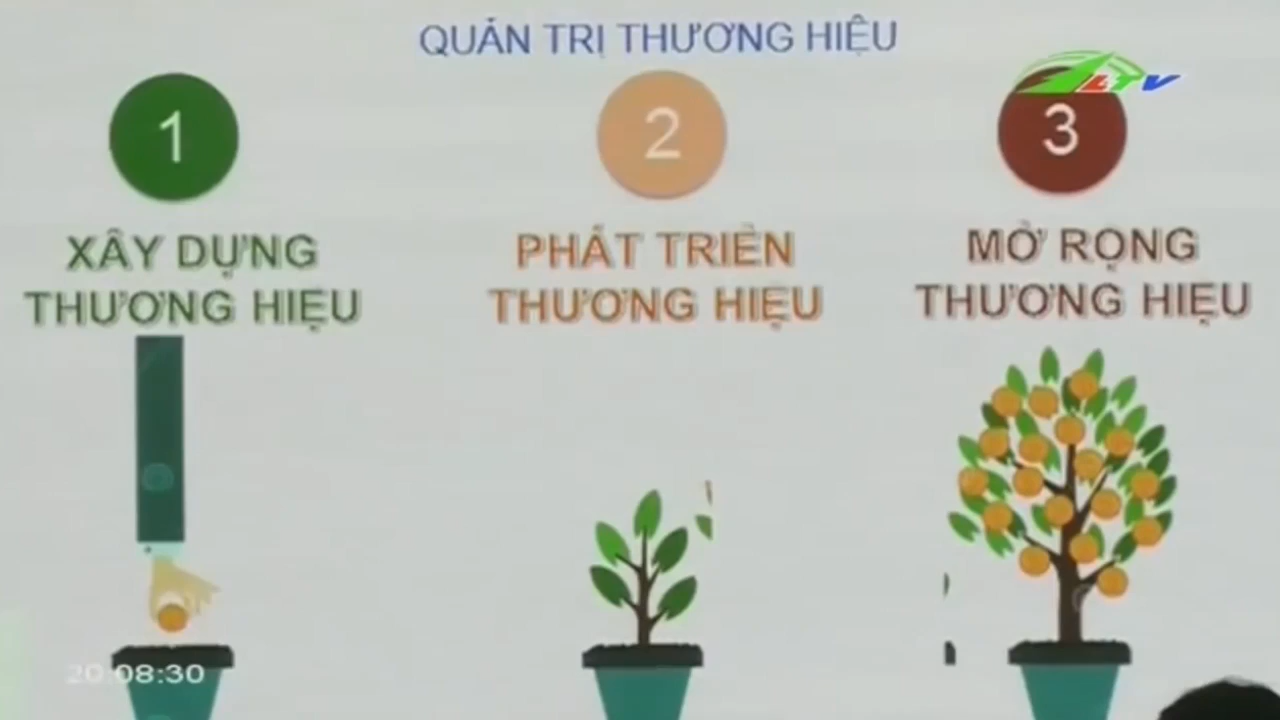 QUẢN TRỊ THƯƠNG HIỆU
LTV
1
2
3
XÂY DỰNG
THƯƠNG HIỆU
PHÁT TRIỂN
THƯƠNG HIỆU
MỞ RỘNG
THƯƠNG HIỆU
20:08:30